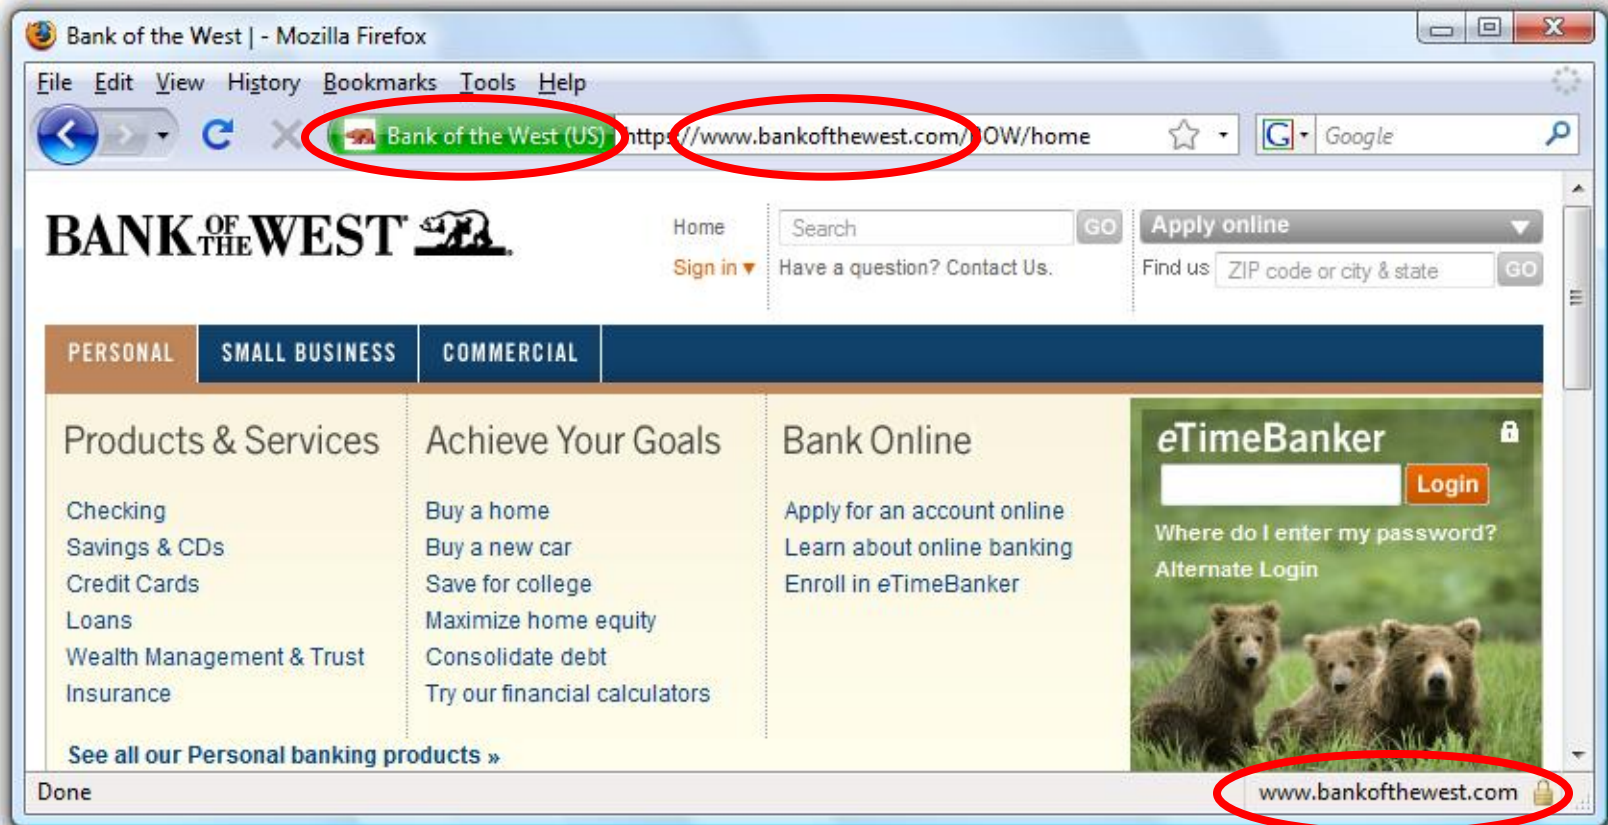 Bank of the West | - Mozilla Firefox
File Edit View History Bookmarks Tools Help
Bank of the West (US) https://www.bankofthewest.com/BOW/home G Google
BANK OF THE WEST
Home Search GO Apply online
Sign in Have a question? Contact Us. Find us ZIP code or city & state GO
PERSONAL SMALL BUSINESS COMMERCIAL
Products & Services
Checking
Savings & CDs
Credit Cards
Loans
Wealth Management & Trust
Insurance
See all our Personal banking products »
Achieve Your Goals
Buy a home
Buy a new car
Save for college
Maximize home equity
Consolidate debt
Try our financial calculators
Bank Online
Apply for an account online
Learn about online banking
Enroll in eTimeBanker
eTimeBanker
Login
Where do I enter my password?
Alternate Login
Done www.bankofthewest.com